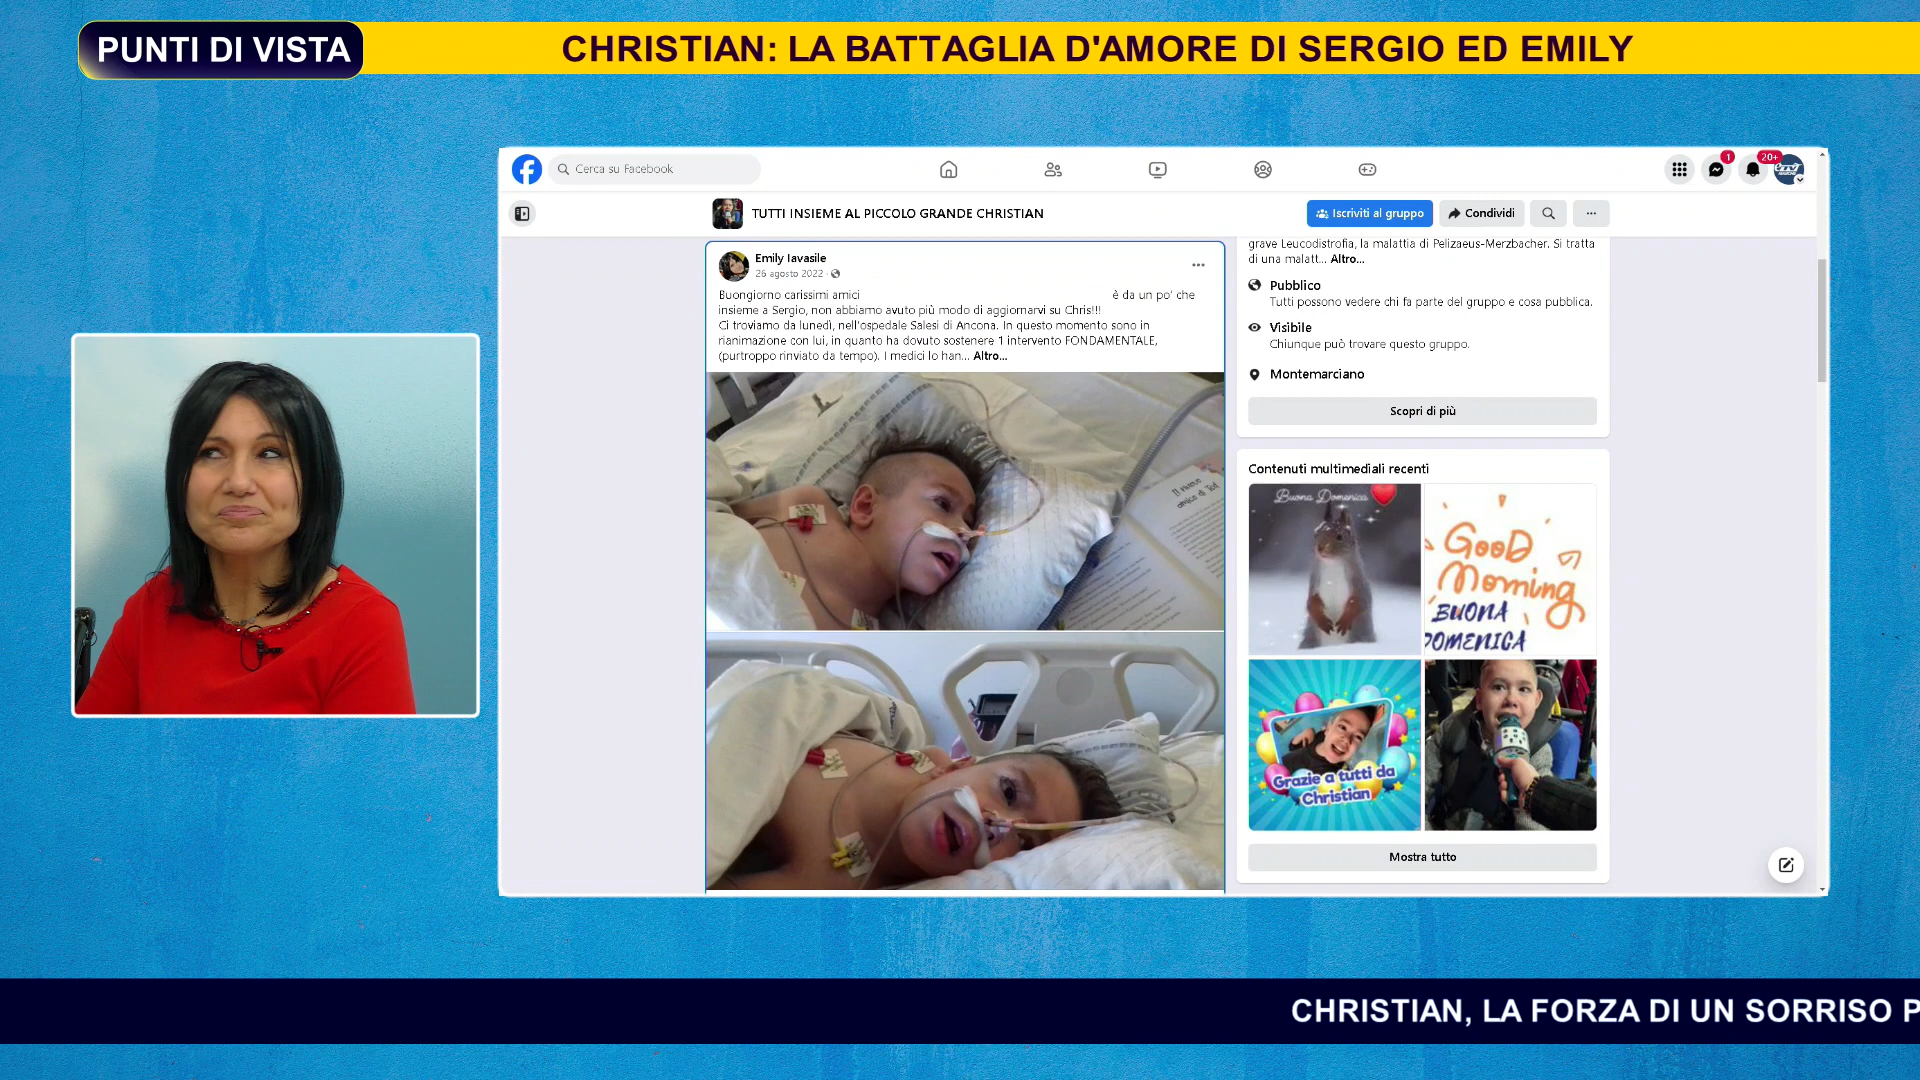 PUNTI DI VISTA
CHRISTIAN: LA BATTAGLIA D'AMORE DI SERGIO ED EMILY
Cerca su Facebook
1
20+
TUTTI INSIEME AL PICCOLO GRANDE CHRISTIAN
Iscriviti al gruppo
Condividi
Emily Iavasile
26 agosto 2022
Buongiorno carissimi amici è da un po' che
insieme a Sergio, non abbiamo avuto più modo di aggiornarvi su Chris!!!
Ci troviamo da lunedì, nell'ospedale Salesi di Ancona. In questo momento sono in
rianimazione con lui, in quanto ha dovuto sostenere 1 intervento FONDAMENTALE,
(purtroppo rinviato da tempo). I medici lo han... Altro...
Il nuovo
amico di Ted
grave Leucodistrofia, la malattia di Pelizaeus-Merzbacher. Si tratta
di una malatt... Altro...
Pubblico
Tutti possono vedere chi fa parte del gruppo e cosa pubblica.
Visibile
Chiunque può trovare questo gruppo.
Montemarciano
Scopri di più
Contenuti multimediali recenti
Buona Domenica
GOOD
Morning
BUONA
DOMENICA
Grazie a tutti da
Christian
Mostra tutto
CHRISTIAN, LA FORZA DI UN SORRISO P